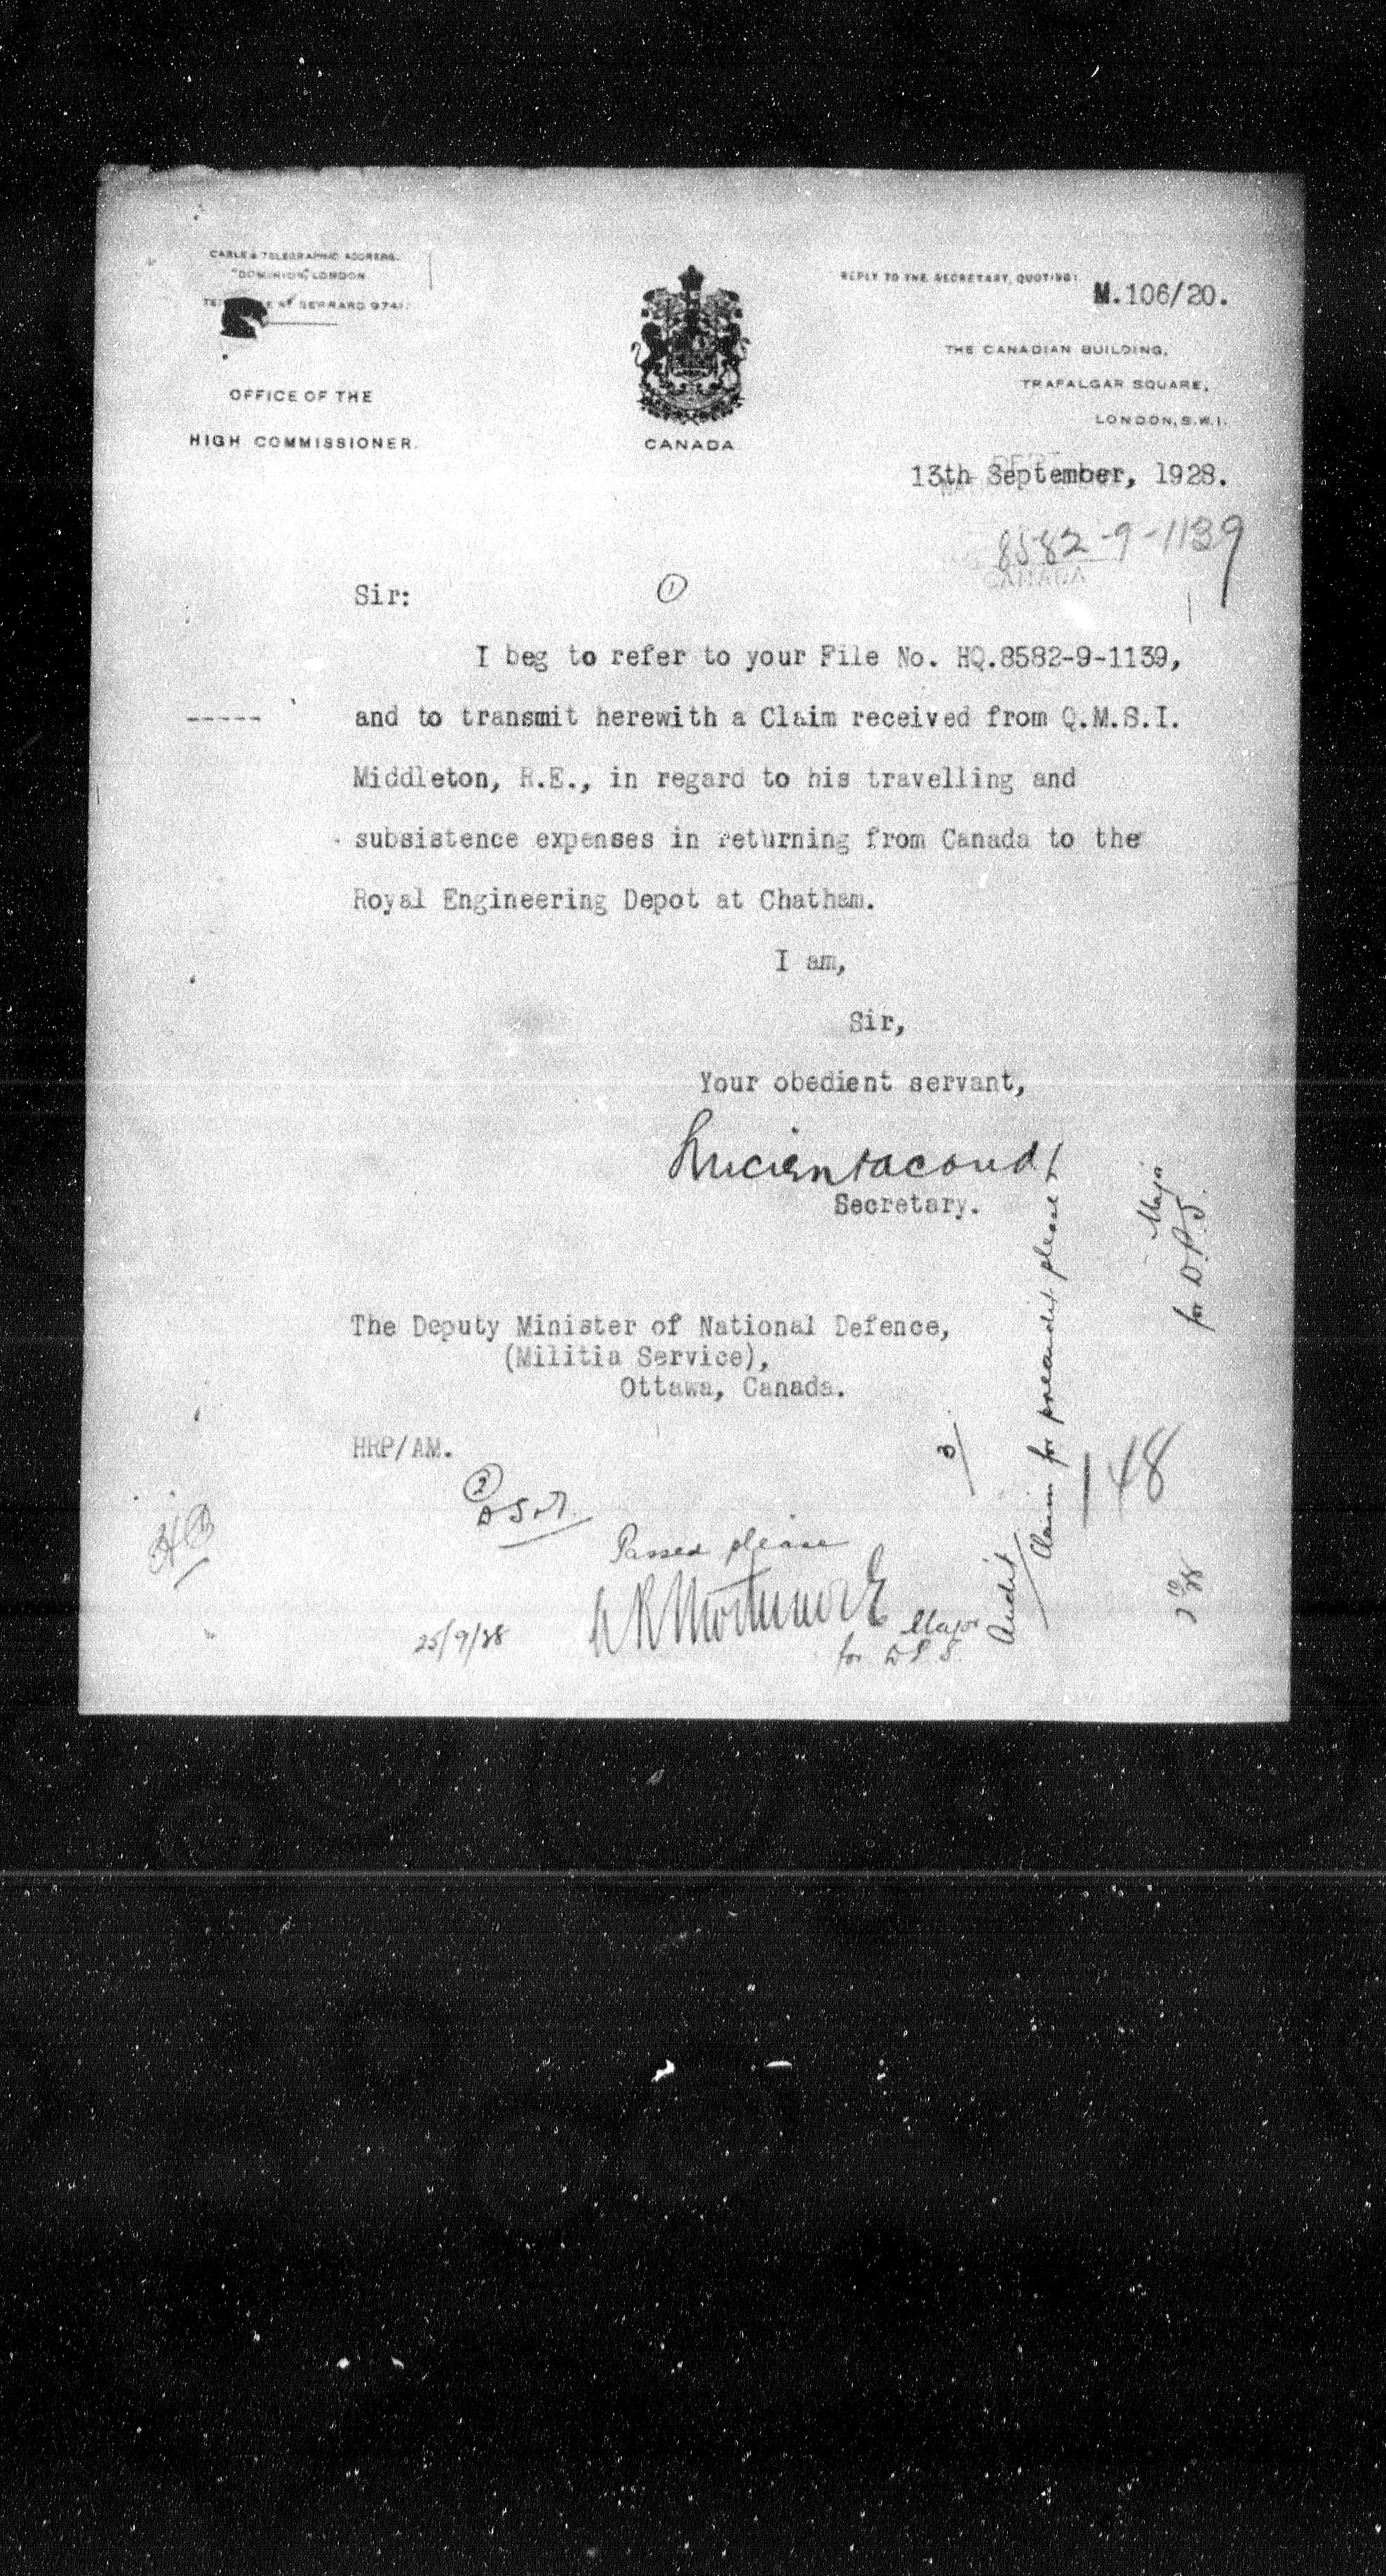 CABLE & TELEGRAPHIC ADDRESS.
"DOMINION," LONDON
GERRARD 9741.
OFFICE OF THE
HIGH COMMISSIONER.
CANADA
REPLY TO THE SECRETARY, QUOTING:
M.106/20.
THE CANADIAN BUILDING,
TRAFALGAR SQUARE,
LONDON, S.W.1.
13th September, 1928.
8582-9-1139
CANADA
Sir:
1
I beg to refer to your File No. HQ.8582-9-1139,
and to transmit herewith a Claim received from Q.M.S.I.
Middleton, R.E., in regard to his travelling and
subsistence expenses in returning from Canada to the
Royal Engineering Depot at Chatham.
I am,
Sir,
Your obedient servant,
Lucien Pacaud
Secretary.
The Deputy Minister of National Defence,
(Militia Service),
Ottawa, Canada.
HRP/AM.
2
Passed please
Major
25/9/28
3
Audit
Claim for preaudit please
Major
for D.P.S.
148